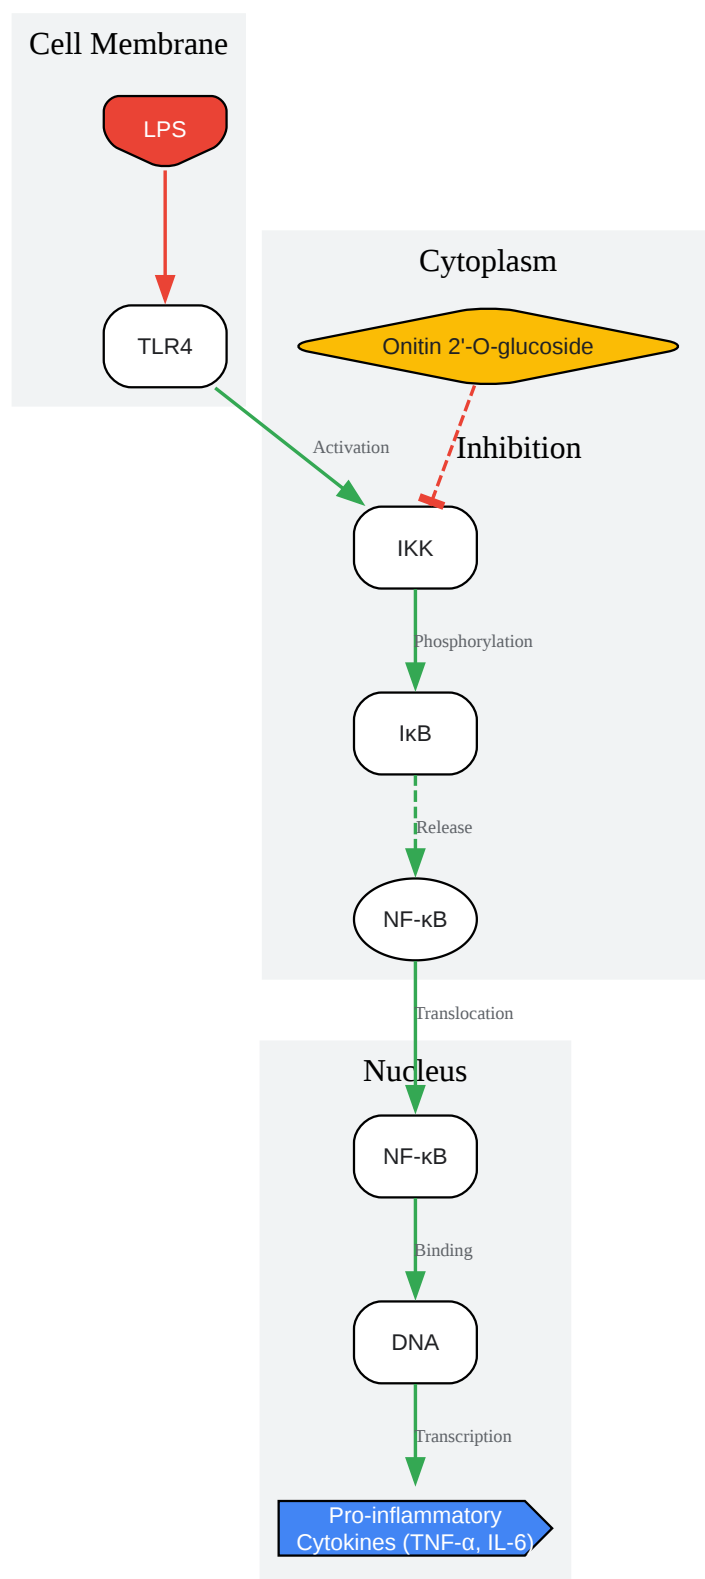 Cell Membrane
LPS
TLR4
Cytoplasm
Onitin 2'-O-glucoside
Activation
Inhibition
IKK
Phosphorylation
IκB
Release
NF-κB
Translocation
Nucleus
NF-κB
Binding
DNA
Transcription
Pro-inflammatory
Cytokines (TNF-α, IL-6)